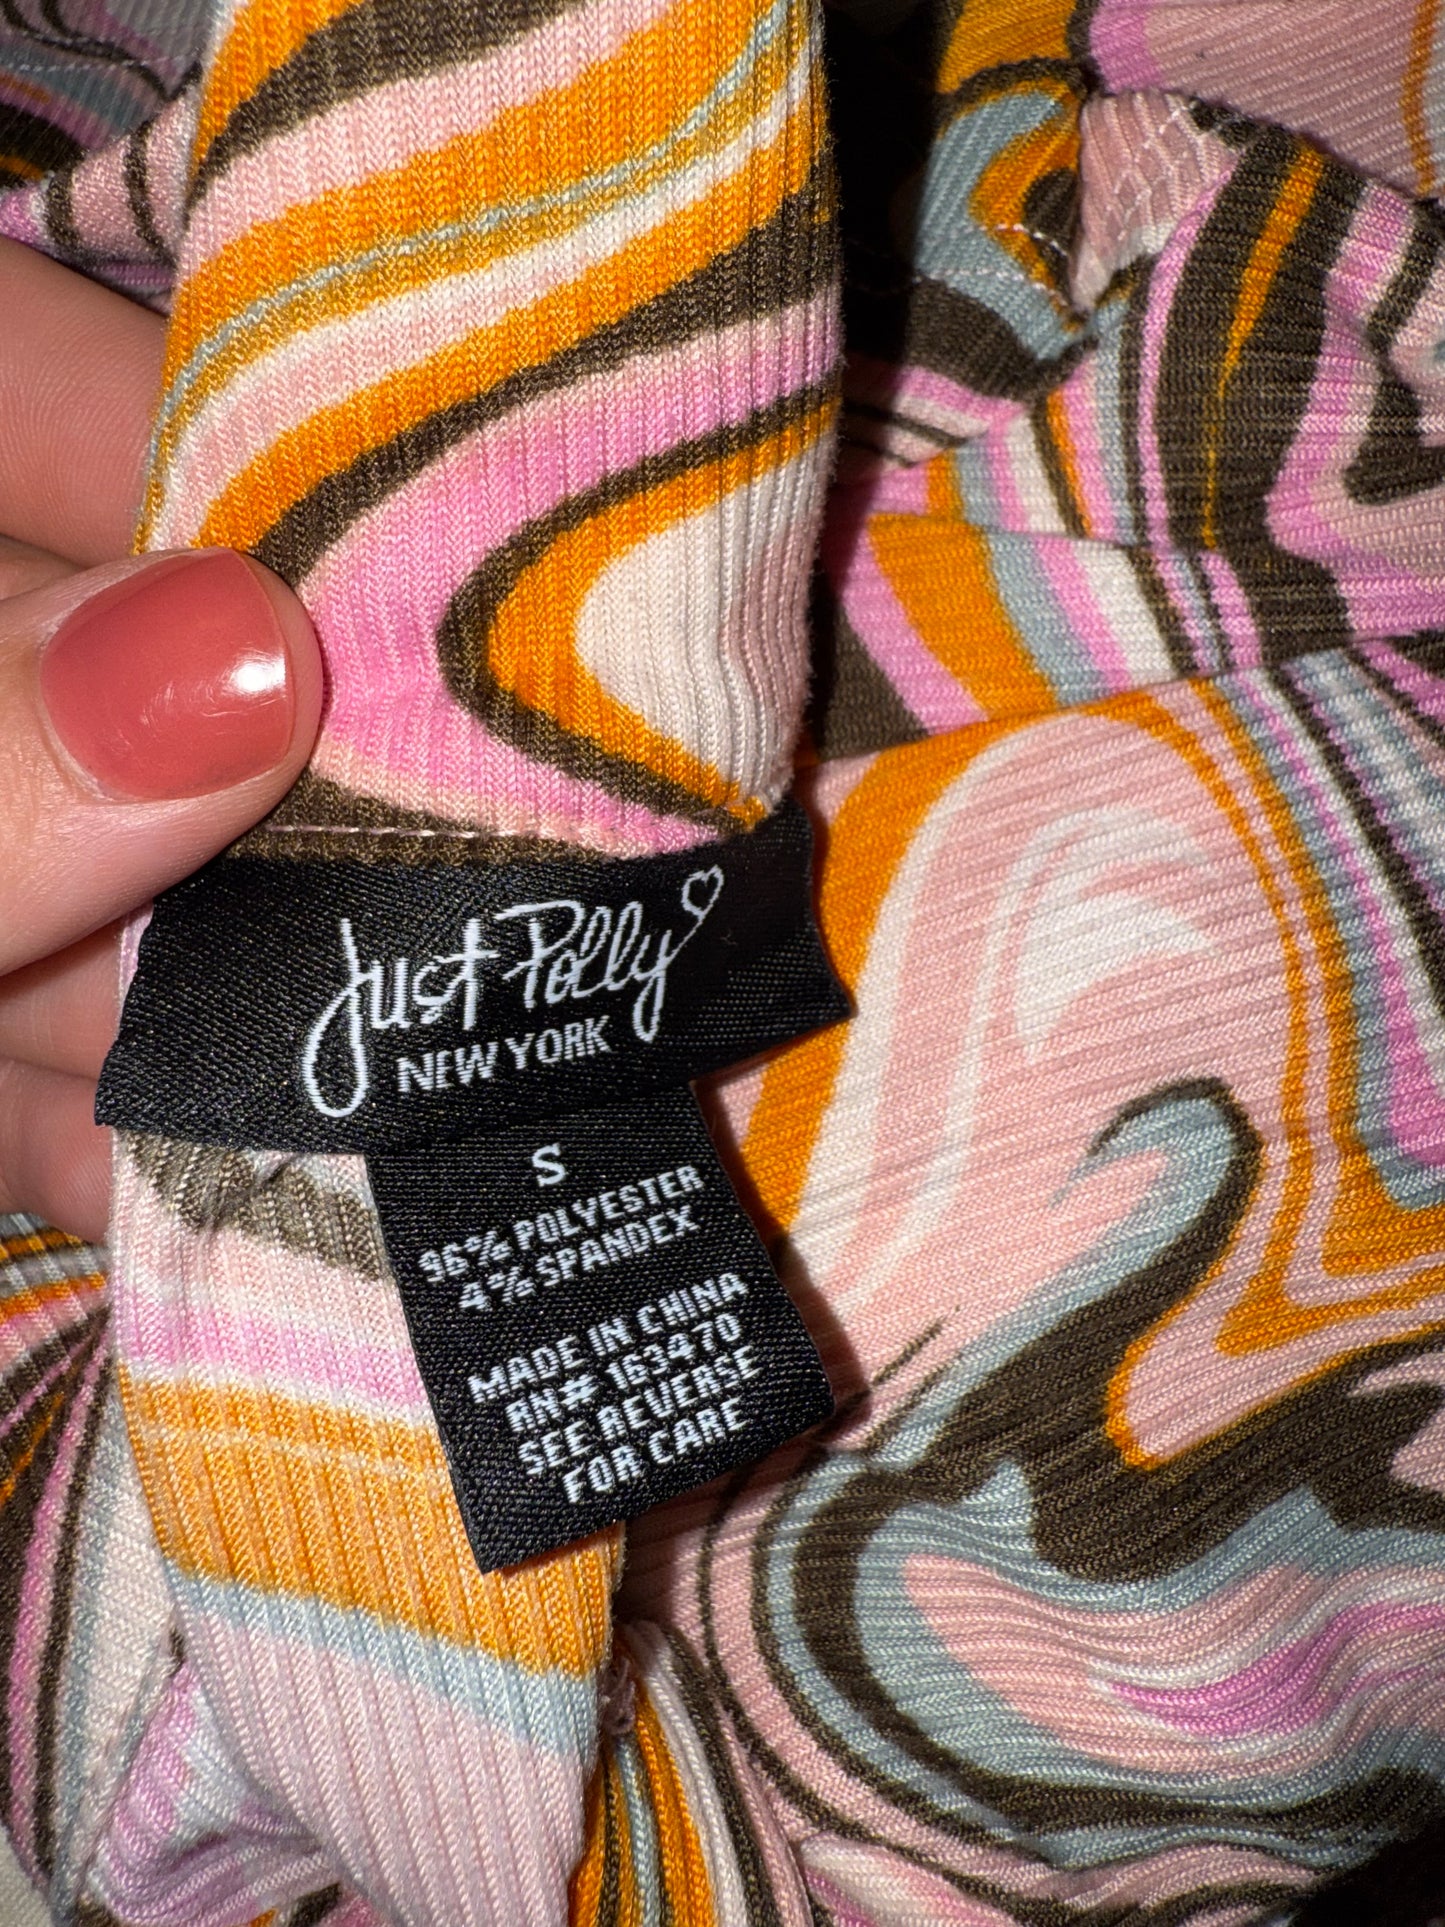 Just Polly
NEW YORK
S
96% POLYESTER
4% SPANDEX
MADE IN CHINA
RN# 163470
SEE REVERSE
FOR CARE